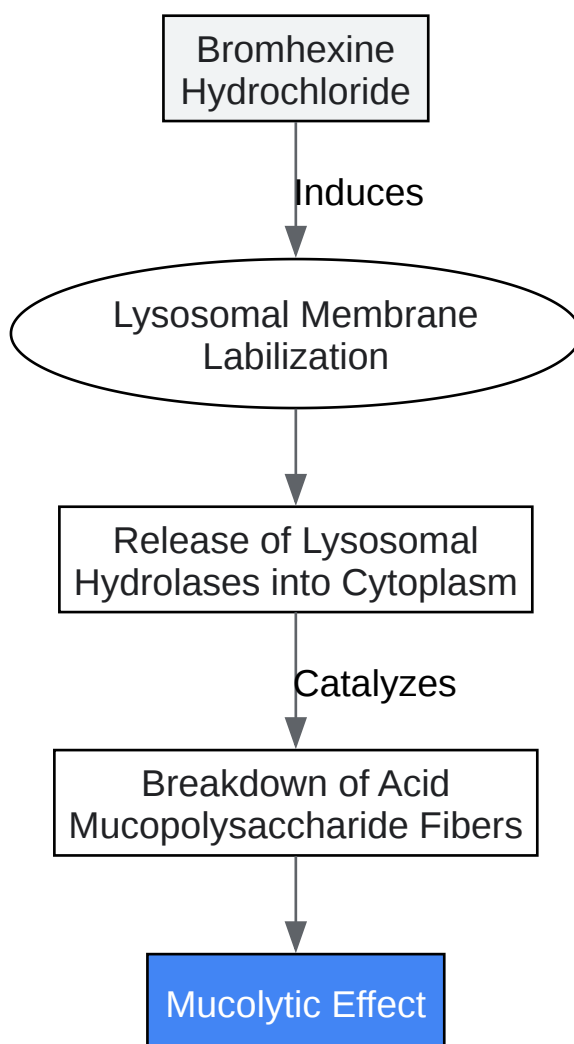 Bromhexine
Hydrochloride
Induces
Lysosomal Membrane
Labilization
Release of Lysosomal
Hydrolases into Cytoplasm
Catalyzes
Breakdown of Acid
Mucopolysaccharide Fibers
Mucolytic Effect